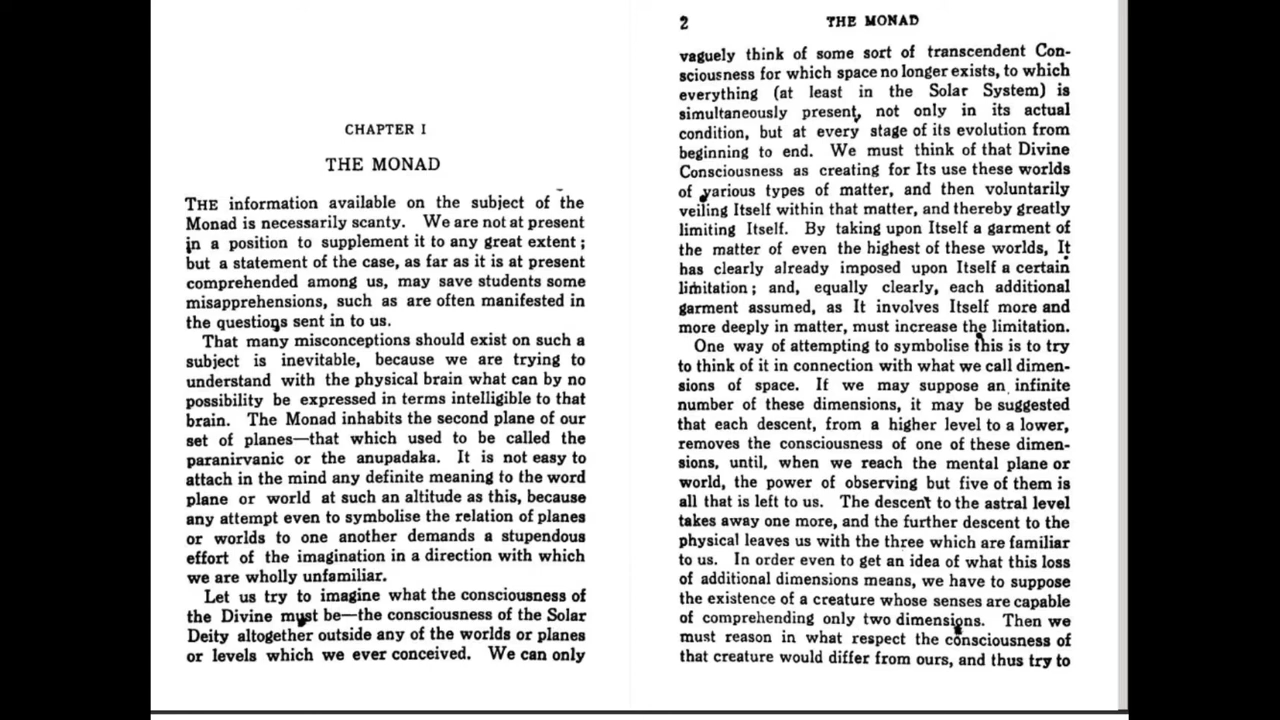 CHAPTER I
THE MONAD
THE information available on the subject of the
Monad is necessarily scanty. We are not at present
in a position to supplement it to any great extent;
but a statement of the case, as far as it is at present
comprehended among us, may save students some
misapprehensions, such as are often manifested in
the questions sent in to us.
That many misconceptions should exist on such a
subject is inevitable, because we are trying to
understand with the physical brain what can by no
possibility be expressed in terms intelligible to that
brain. The Monad inhabits the second plane of our
set of planes—that which used to be called the
paranirvanic or the anupadaka. It is not easy to
attach in the mind any definite meaning to the word
plane or world at such an altitude as this, because
any attempt even to symbolise the relation of planes
or worlds to one another demands a stupendous
effort of the imagination in a direction with which
we are wholly unfamiliar.
Let us try to imagine what the consciousness of
the Divine must be—the consciousness of the Solar
Deity altogether outside any of the worlds or planes
or levels which we ever conceived. We can only
2 THE MONAD
vaguely think of some sort of transcendent Con-
sciousness for which space no longer exists, to which
everything (at least in the Solar System) is
simultaneously present, not only in its actual
condition, but at every stage of its evolution from
beginning to end. We must think of that Divine
Consciousness as creating for Its use these worlds
of various types of matter, and then voluntarily
veiling Itself within that matter, and thereby greatly
limiting Itself. By taking upon Itself a garment of
the matter of even the highest of these worlds, It
has clearly already imposed upon Itself a certain
limitation; and, equally clearly, each additional
garment assumed, as It involves Itself more and
more deeply in matter, must increase the limitation.
One way of attempting to symbolise this is to try
to think of it in connection with what we call dimen-
sions of space. If we may suppose an infinite
number of these dimensions, it may be suggested
that each descent, from a higher level to a lower,
removes the consciousness of one of these dimen-
sions, until, when we reach the mental plane or
world, the power of observing but five of them is
all that is left to us. The descent to the astral level
takes away one more, and the further descent to the
physical leaves us with the three which are familiar
to us. In order even to get an idea of what this loss
of additional dimensions means, we have to suppose
the existence of a creature whose senses are capable
of comprehending only two dimensions. Then we
must reason in what respect the consciousness of
that creature would differ from ours, and thus try to